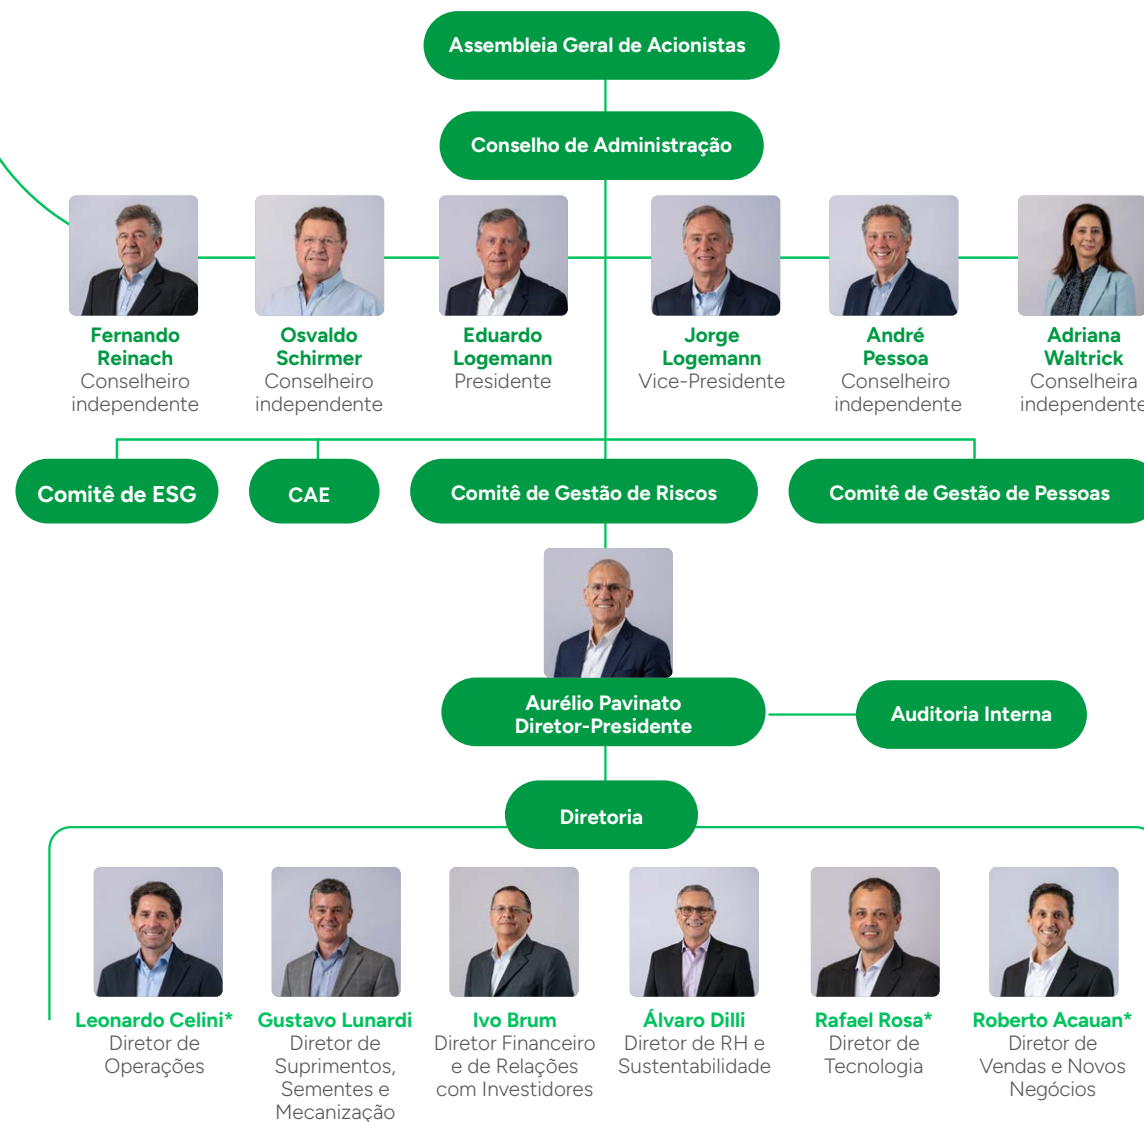 Assembleia Geral de Acionistas
Conselho de Administração
Fernando
Reinach
Conselheiro
independente
Osvaldo
Schirmer
Conselheiro
independente
Eduardo
Logemann
Presidente
Jorge
Logemann
Vice-Presidente
André
Pessoa
Conselheiro
independente
Adriana
Waltrick
Conselheira
independente
Comitê de ESG
CAE
Comitê de Gestão de Riscos
Comitê de Gestão de Pessoas
Aurélio Pavinato
Diretor-Presidente
Auditoria Interna
Diretoria
Leonardo Celini*
Diretor de
Operações
Gustavo Lunardi
Diretor de
Suprimentos,
Sementes e
Mecanização
Ivo Brum
Diretor Financeiro
e de Relações
com Investidores
Álvaro Dilli
Diretor de RH e
Sustentabilidade
Rafael Rosa*
Diretor de
Tecnologia
Roberto Acauan*
Diretor de
Vendas e Novos
Negócios